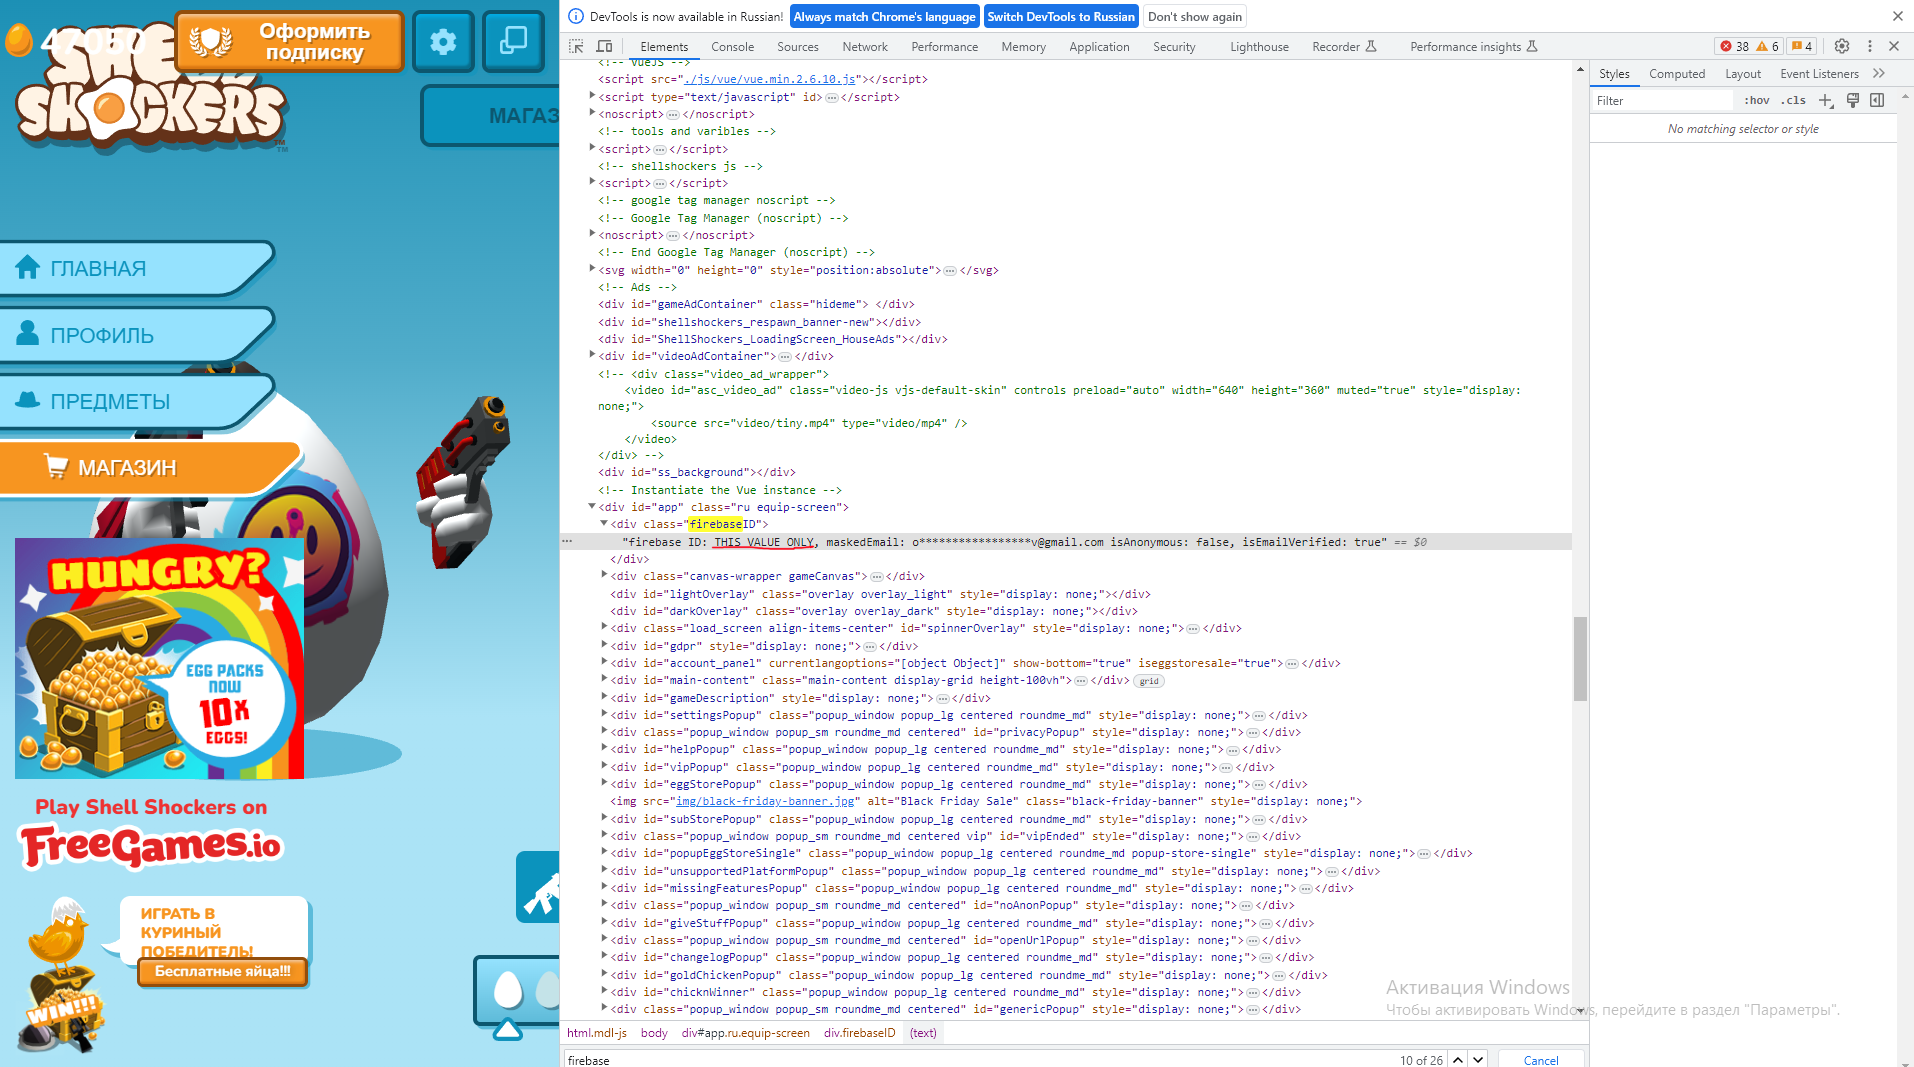 47050
SHELL
SHOCKERS
TM
Оформить
подписку
МАГАЗ
ГЛАВНАЯ
ПРОФИЛЬ
ПРЕДМЕТЫ
МАГАЗИН
HUNGRY?
EGG PACKS
NOW
10x
EGGS!
Play Shell Shockers on
FreeGames.io
ИГРАТЬ В
КУРИНЫЙ
ПОБЕДИТЕЛЬ!
Бесплатные яйца!!!
WIN!!!
DevTools is now available in Russian! Always match Chrome's language Switch DevTools to Russian Don't show again
Elements Console Sources Network Performance Memory Application Security Lighthouse Recorder Performance insights 38 6 4
<!-- VueJS -->
<script src="./js/vue/vue.min.2.6.10.js"></script>
<script type="text/javascript" id>…</script>
<noscript>…</noscript>
<!-- tools and varibles -->
<script>…</script>
<!-- shellshockers js -->
<script>…</script>
<!-- google tag manager noscript -->
<!-- Google Tag Manager (noscript) -->
<noscript>…</noscript>
<!-- End Google Tag Manager (noscript) -->
<svg width="0" height="0" style="position:absolute">…</svg>
<!-- Ads -->
<div id="gameAdContainer" class="hideme"> </div>
<div id="shellshockers_respawn_banner-new"></div>
<div id="ShellShockers_LoadingScreen_HouseAds"></div>
<div id="videoAdContainer">…</div>
<!-- <div class="video_ad_wrapper">
<video id="asc_video_ad" class="video-js vjs-default-skin" controls preload="auto" width="640" height="360" muted="true" style="display:
none;">
<source src="video/tiny.mp4" type="video/mp4" />
</video>
</div> -->
<div id="ss_background"></div>
<!-- Instantiate the Vue instance -->
<div id="app" class="ru equip-screen">
<div class="firebaseID">
"firebase ID: THIS VALUE ONLY, maskedEmail: o*****************v@gmail.com isAnonymous: false, isEmailVerified: true" == $0
</div>
<div class="canvas-wrapper gameCanvas">…</div>
<div id="lightOverlay" class="overlay overlay_light" style="display: none;"></div>
<div id="darkOverlay" class="overlay overlay_dark" style="display: none;"></div>
<div class="load_screen align-items-center" id="spinnerOverlay" style="display: none;">…</div>
<div id="gdpr" style="display: none;">…</div>
<div id="account_panel" currentlangoptions="[object Object]" show-bottom="true" iseggstoresale="true">…</div>
<div id="main-content" class="main-content display-grid height-100vh">…</div> grid
<div id="gameDescription" style="display: none;">…</div>
<div id="settingsPopup" class="popup_window popup_lg centered roundme_md" style="display: none;">…</div>
<div class="popup_window popup_sm roundme_md centered" id="privacyPopup" style="display: none;">…</div>
<div id="helpPopup" class="popup_window popup_lg centered roundme_md" style="display: none;">…</div>
<div id="vipPopup" class="popup_window popup_lg centered roundme_md" style="display: none;">…</div>
<div id="eggStorePopup" class="popup_window popup_lg centered roundme_md" style="display: none;">…</div>
<img src="img/black-friday-banner.jpg" alt="Black Friday Sale" class="black-friday-banner" style="display: none;">
<div id="subStorePopup" class="popup_window popup_lg centered roundme_md" style="display: none;">…</div>
<div class="popup_window popup_sm roundme_md centered vip" id="vipEnded" style="display: none;">…</div>
<div id="popupEggStoreSingle" class="popup_window popup_lg centered roundme_md popup-store-single" style="display: none;">…</div>
<div id="unsupportedPlatformPopup" class="popup_window popup_lg centered roundme_md" style="display: none;">…</div>
<div id="missingFeaturesPopup" class="popup_window popup_lg centered roundme_md" style="display: none;">…</div>
<div class="popup_window popup_sm roundme_md centered" id="noAnonPopup" style="display: none;">…</div>
<div id="giveStuffPopup" class="popup_window popup_lg centered roundme_md" style="display: none;">…</div>
<div class="popup_window popup_sm roundme_md centered" id="openUrlPopup" style="display: none;">…</div>
<div id="changelogPopup" class="popup_window popup_lg centered roundme_md" style="display: none;">…</div>
<div id="goldChickenPopup" class="popup_window popup_lg centered roundme_md" style="display: none;">…</div>
<div id="chicknWinner" class="popup_window popup_lg centered roundme_md" style="display: none;">…</div>
<div class="popup_window popup_sm roundme_md centered" id="genericPopup" style="display: none;">…</div>
html.mdl-js body div#app.ru.equip-screen div.firebaseID (text)
firebase 10 of 26 Cancel
Styles Computed Layout Event Listeners
Filter :hov .cls
No matching selector or style
Активация Windows
Чтобы активировать Windows, перейдите в раздел "Параметры".